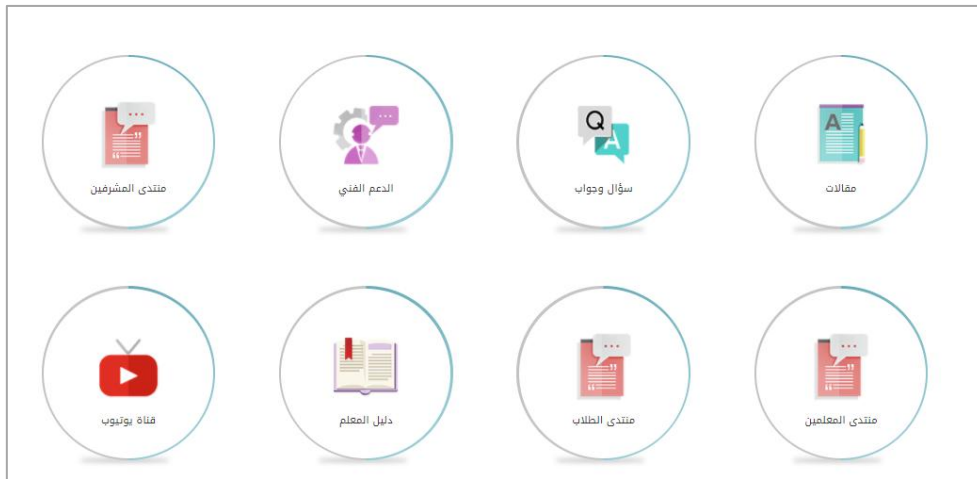 مقالات
سؤال وجواب
الدعم الفني
منتدى المشرفين
منتدى المعلمين
منتدى الطلاب
دليل المعلم
قناة يوتيوب